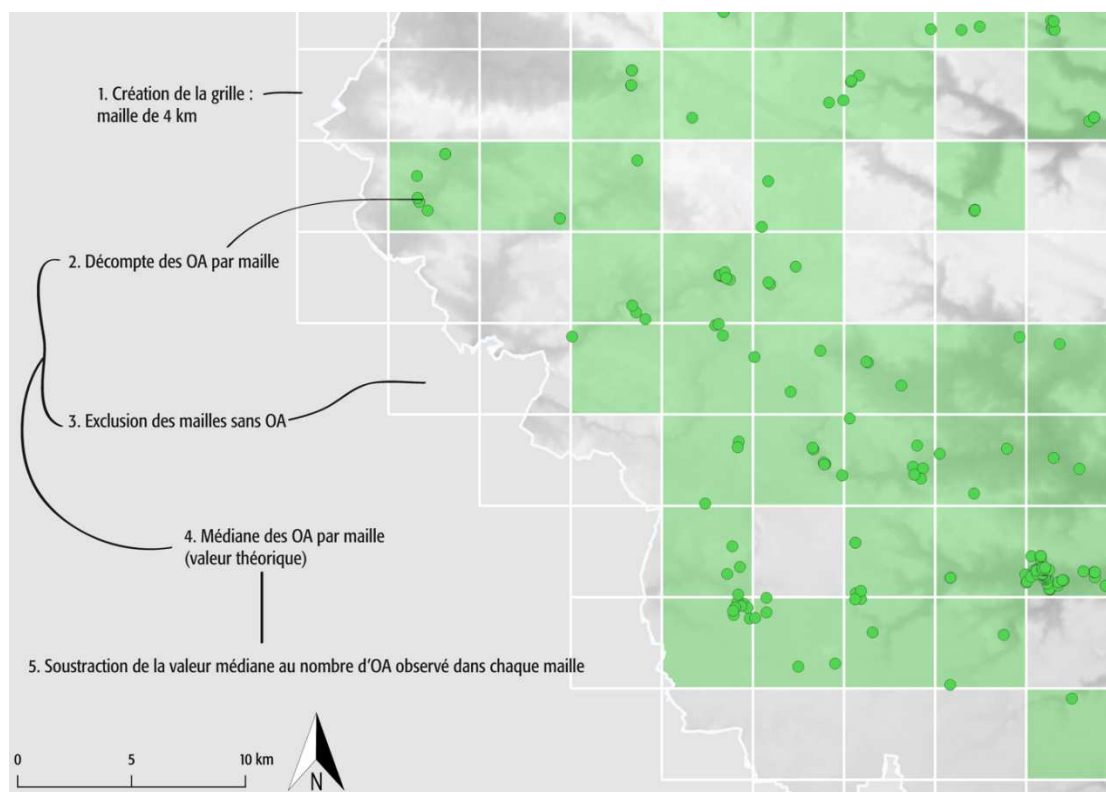 1. Création de la grille :
maille de 4 km
2. Décompte des OA par maille
3. Exclusion des mailles sans OA
4. Médiane des OA par maille
(valeur théorique)
5. Soustraction de la valeur médiane au nombre d’OA observé dans chaque maille
0 5 10 km
N